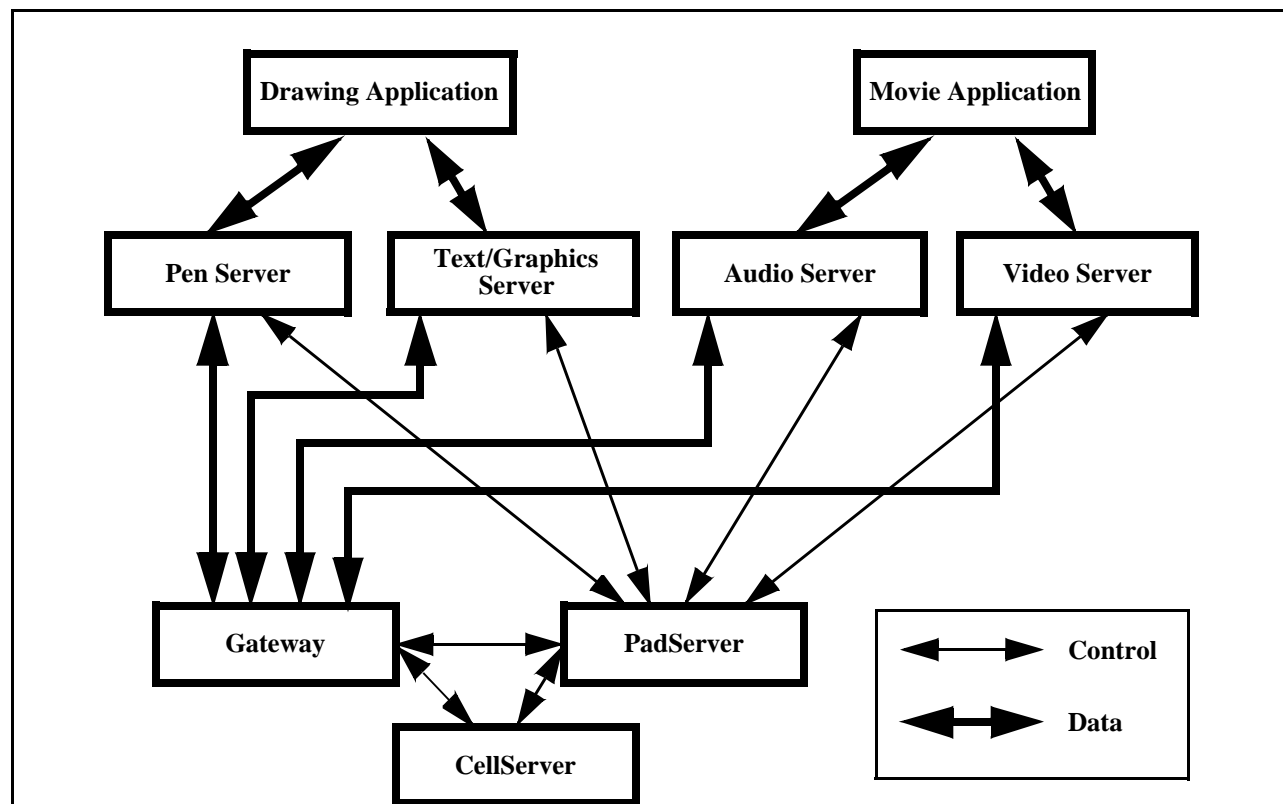 Drawing Application
Movie Application
Pen Server
Text/Graphics
Server
Audio Server
Video Server
Gateway
PadServer
CellServer
Control
Data